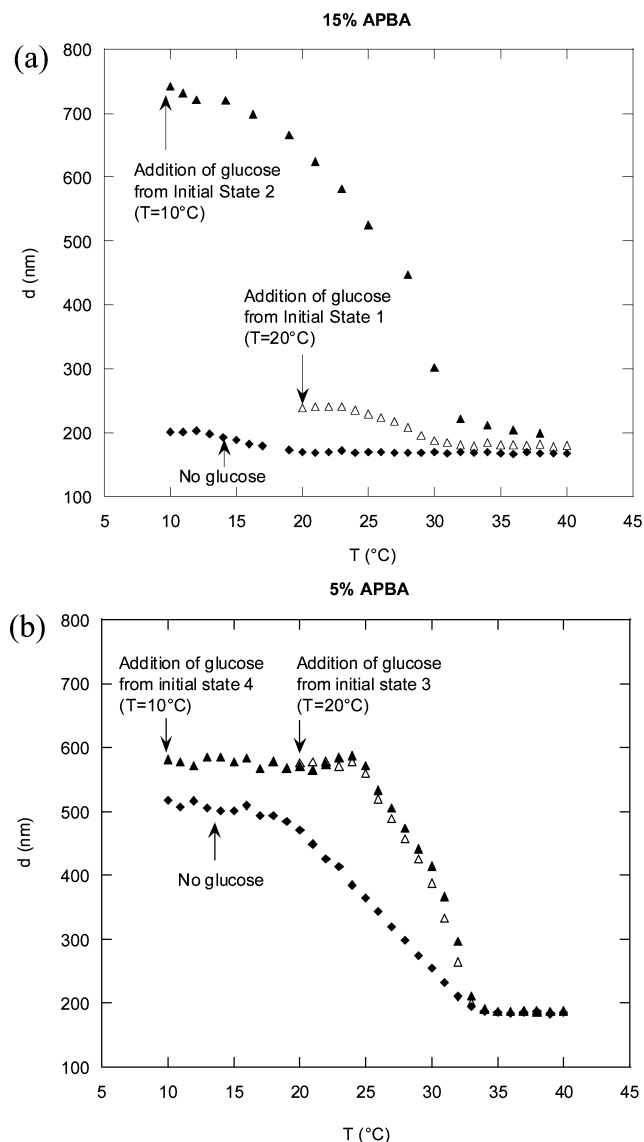 15% APBA
(a)
800
700
600
500
400
300
200
100
d (nm)
Addition of glucose
from Initial State 2
(T=10°C)
Addition of glucose
from Initial State 1
(T=20°C)
No glucose
5 10 15 20 25 30 35 40 45
T (°C)
5% APBA
(b)
800
700
600
500
400
300
200
100
d (nm)
Addition of glucose
from initial state 4
(T=10°C)
Addition of glucose
from initial state 3
(T=20°C)
No glucose
5 10 15 20 25 30 35 40 45
T (°C)